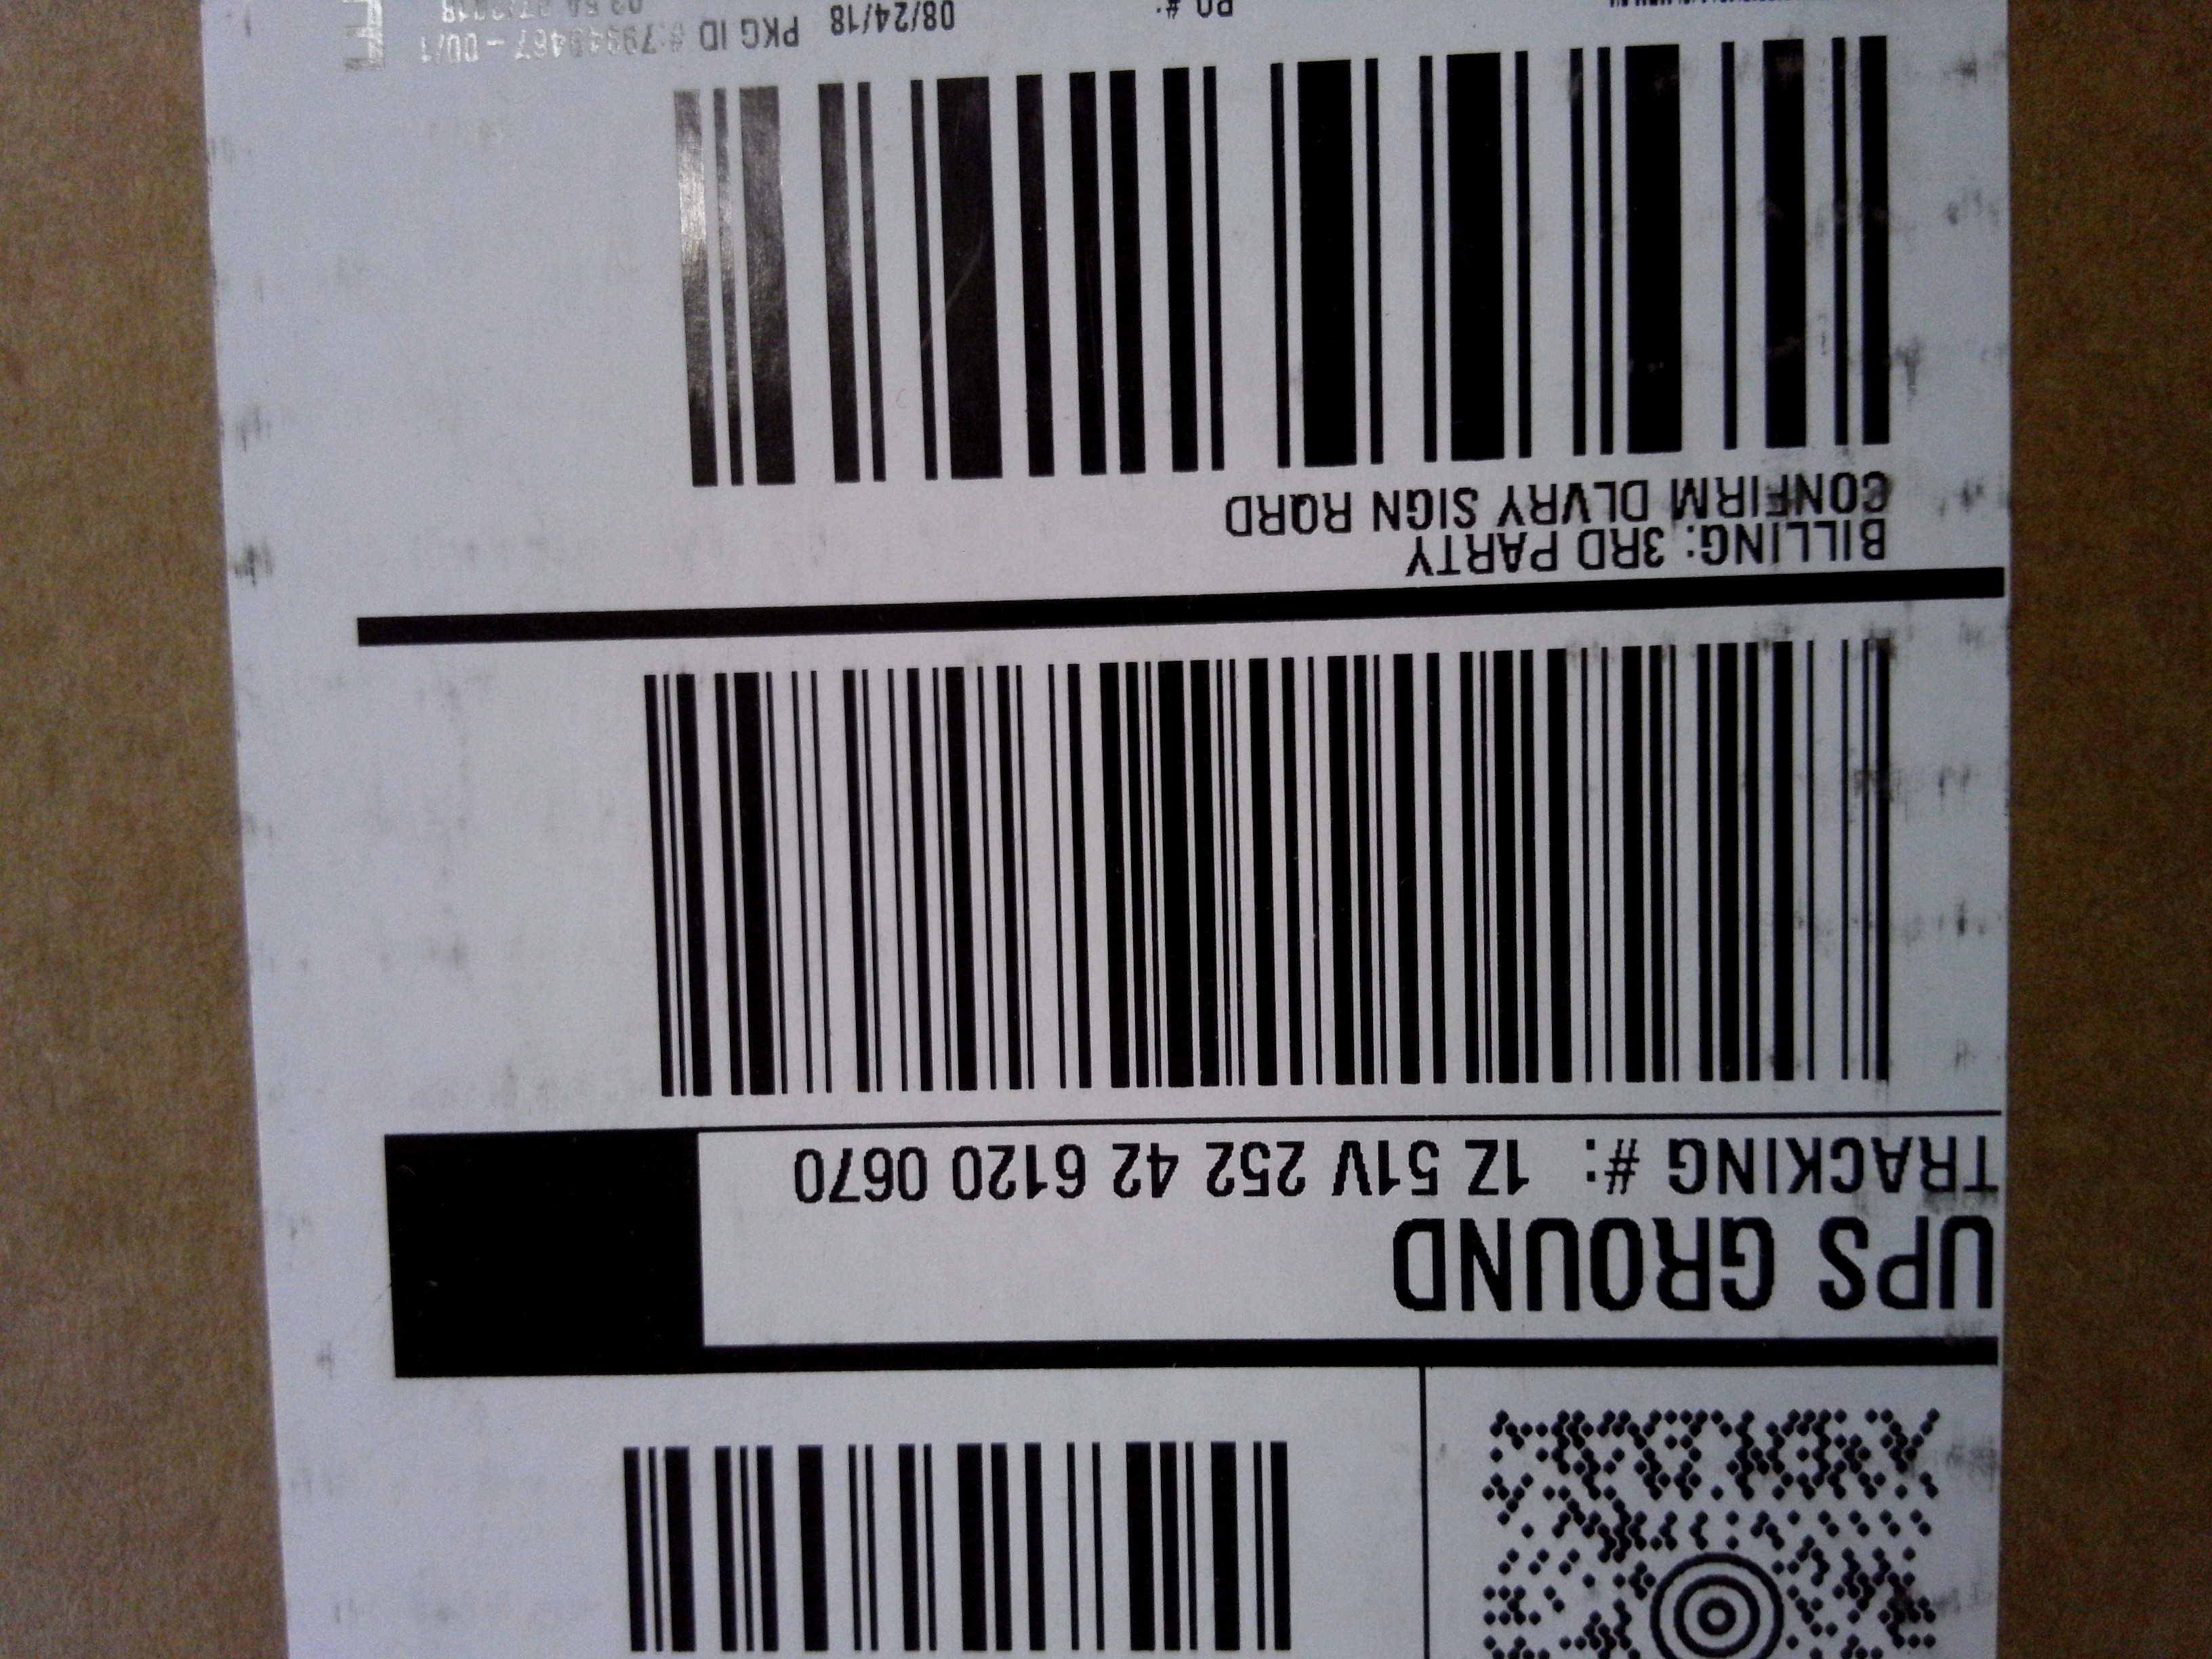 UPS GROUND
TRACKING #: 1Z 51V 252 42 6120 0670
BILLING: 3RD PARTY
CONFIRM DLVRY SIGN RQRD
PO #:
08/24/18 PKG ID #:
E